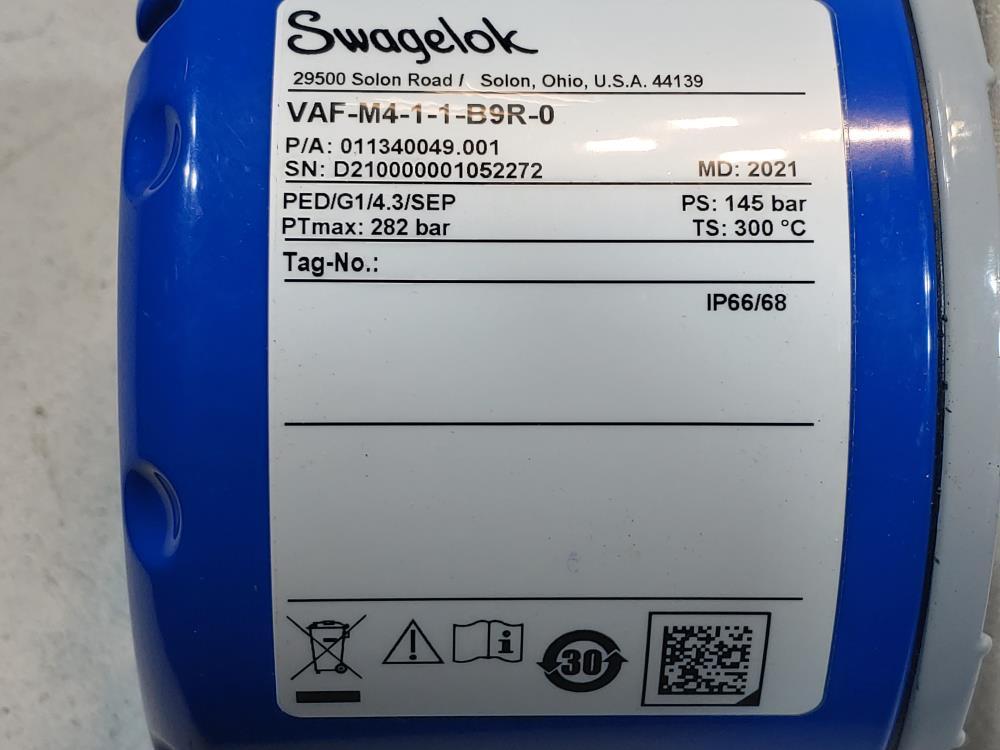 Swagelok
29500 Solon Road / Solon, Ohio, U.S.A. 44139
VAF-M4-1-1-B9R-0
P/A: 011340049.001
SN: D210000001052272 MD: 2021
PED/G1/4.3/SEP PS: 145 bar
PTmax: 282 bar TS: 300 °C
Tag-No.:
IP66/68
30